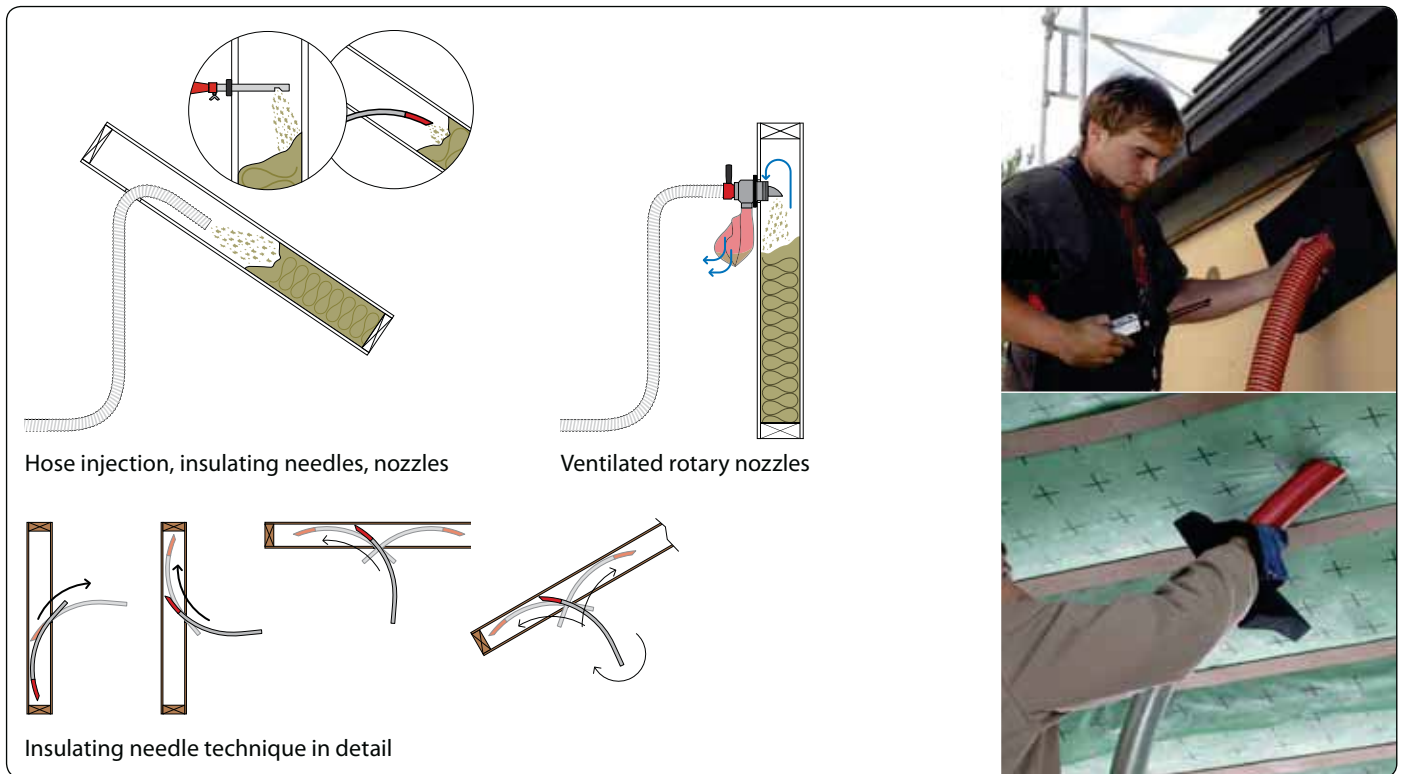 Hose injection, insulating needles, nozzles
Ventilated rotary nozzles
Insulating needle technique in detail